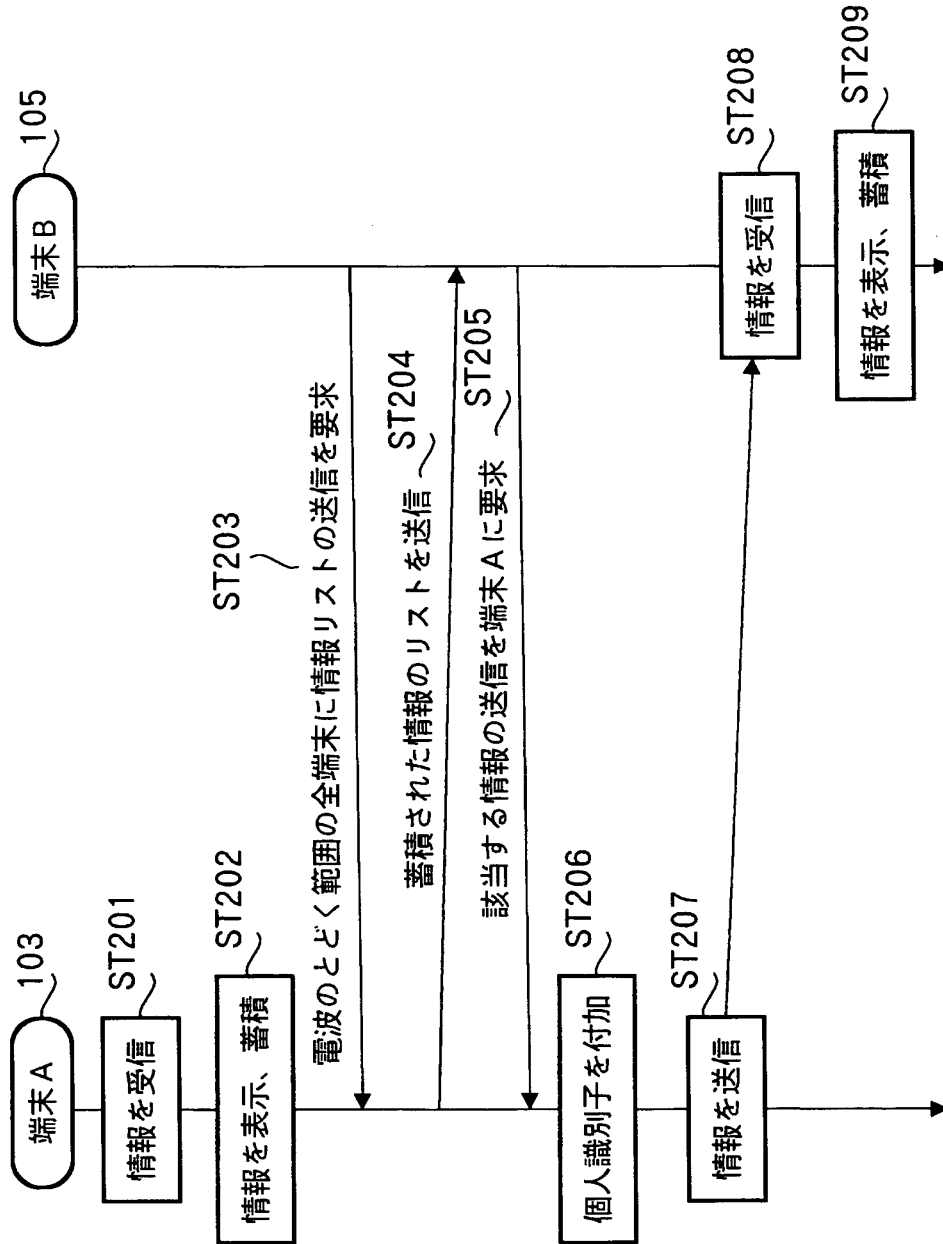 103
端末A
105
端末B
ST201
情報を受信
ST202
情報を表示、蓄積
ST203
電波のとどく範囲の全端末に情報リストの送信を要求
ST204
蓄積された情報のリストを送信
ST205
該当する情報の送信を端末Aに要求
ST206
個人識別子を付加
ST207
情報を送信
ST208
情報を受信
ST209
情報を表示、蓄積